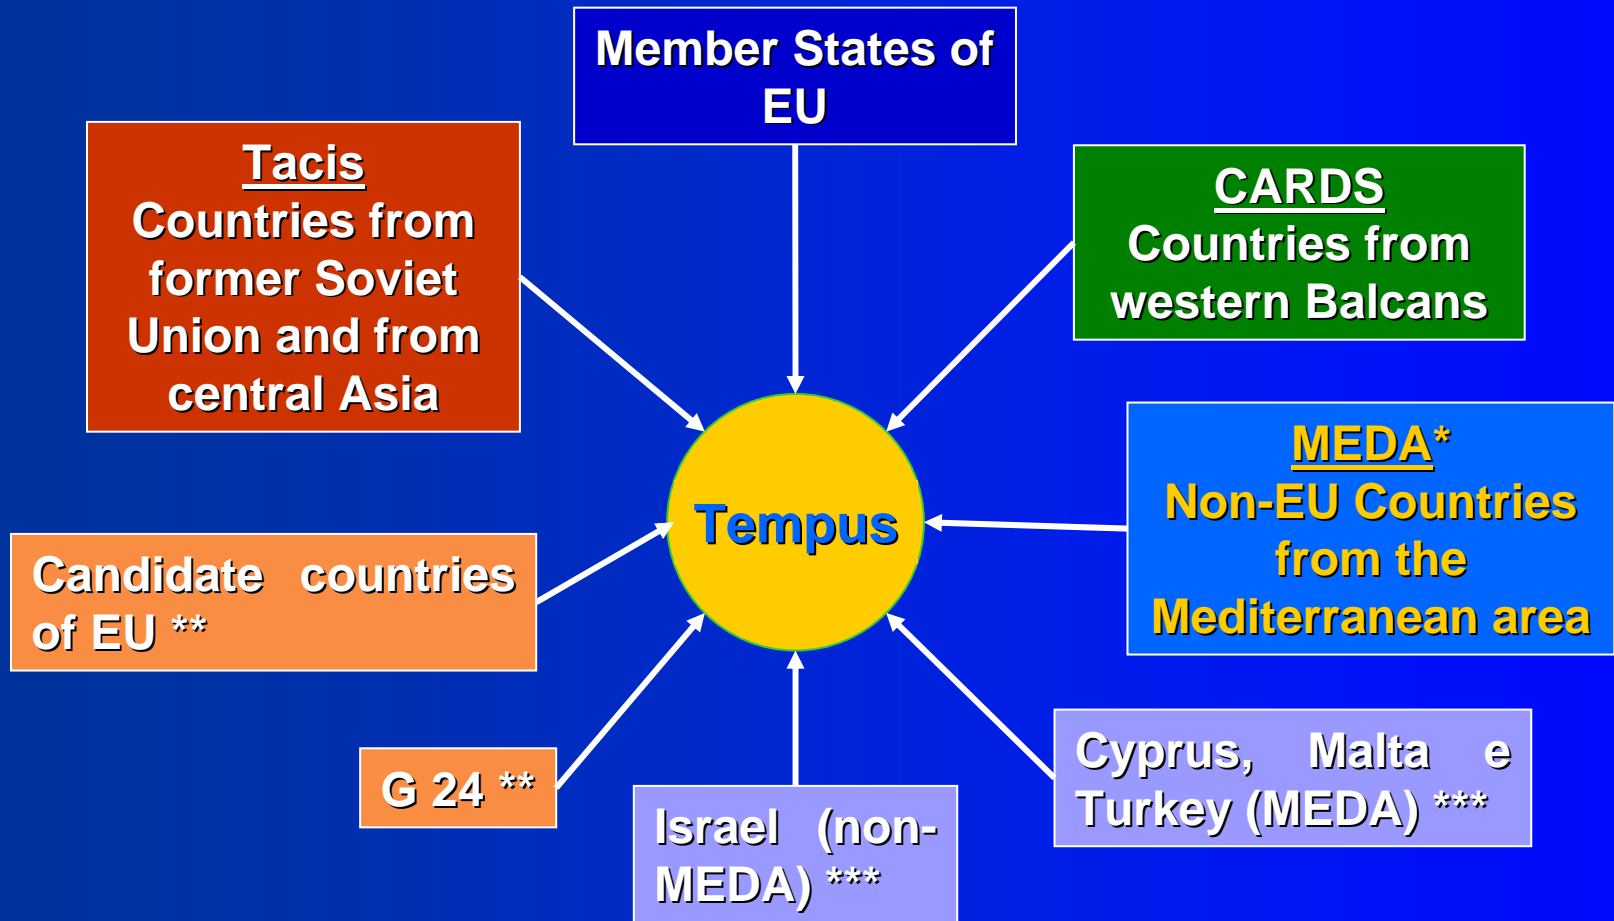 Member States of
EU
Tacis
Countries from
former Soviet
Union and from
central Asia
CARDS
Countries from
western Balcans
MEDA*
Non-EU Countries
from the
Mediterranean area
Tempus
Candidate countries
of EU **
G 24 **
Israel (non-
MEDA) ***
Cyprus, Malta e
Turkey (MEDA) ***